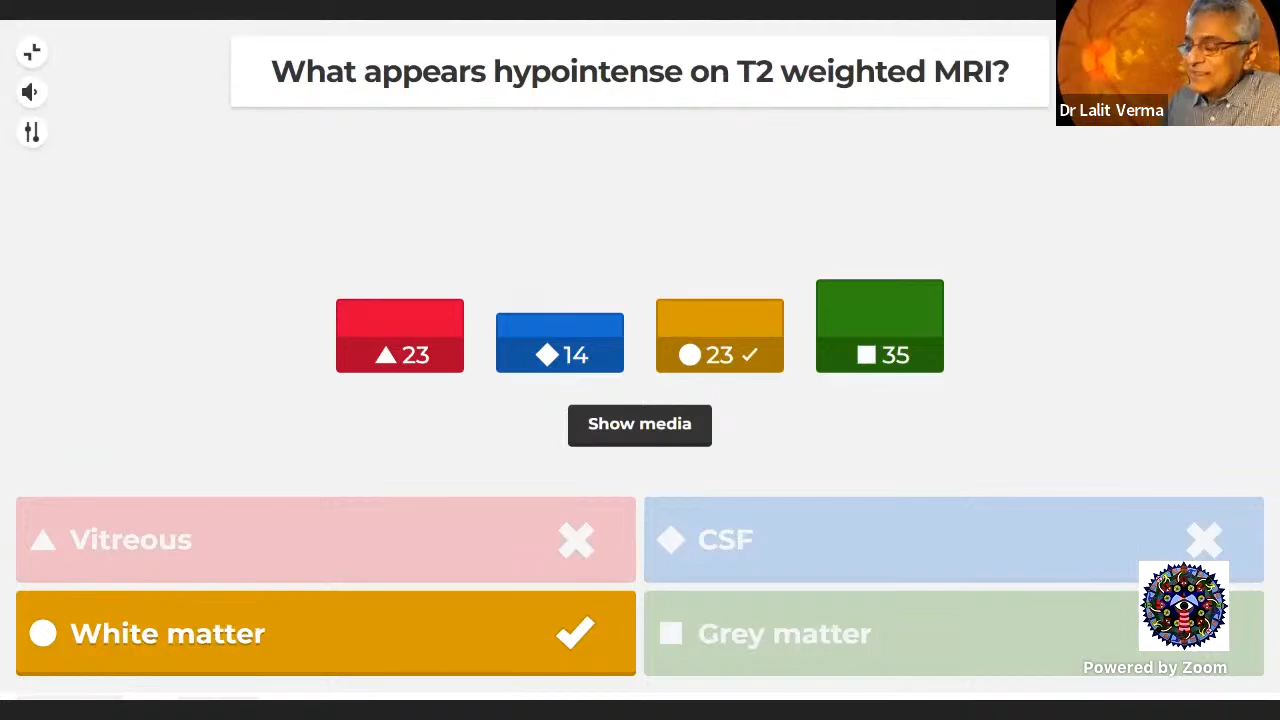 What appears hypointense on T2 weighted MRI?
Dr Lalit Verma
23
14
23
35
Show media
Vitreous
CSF
White matter
Grey matter
Powered by Zoom